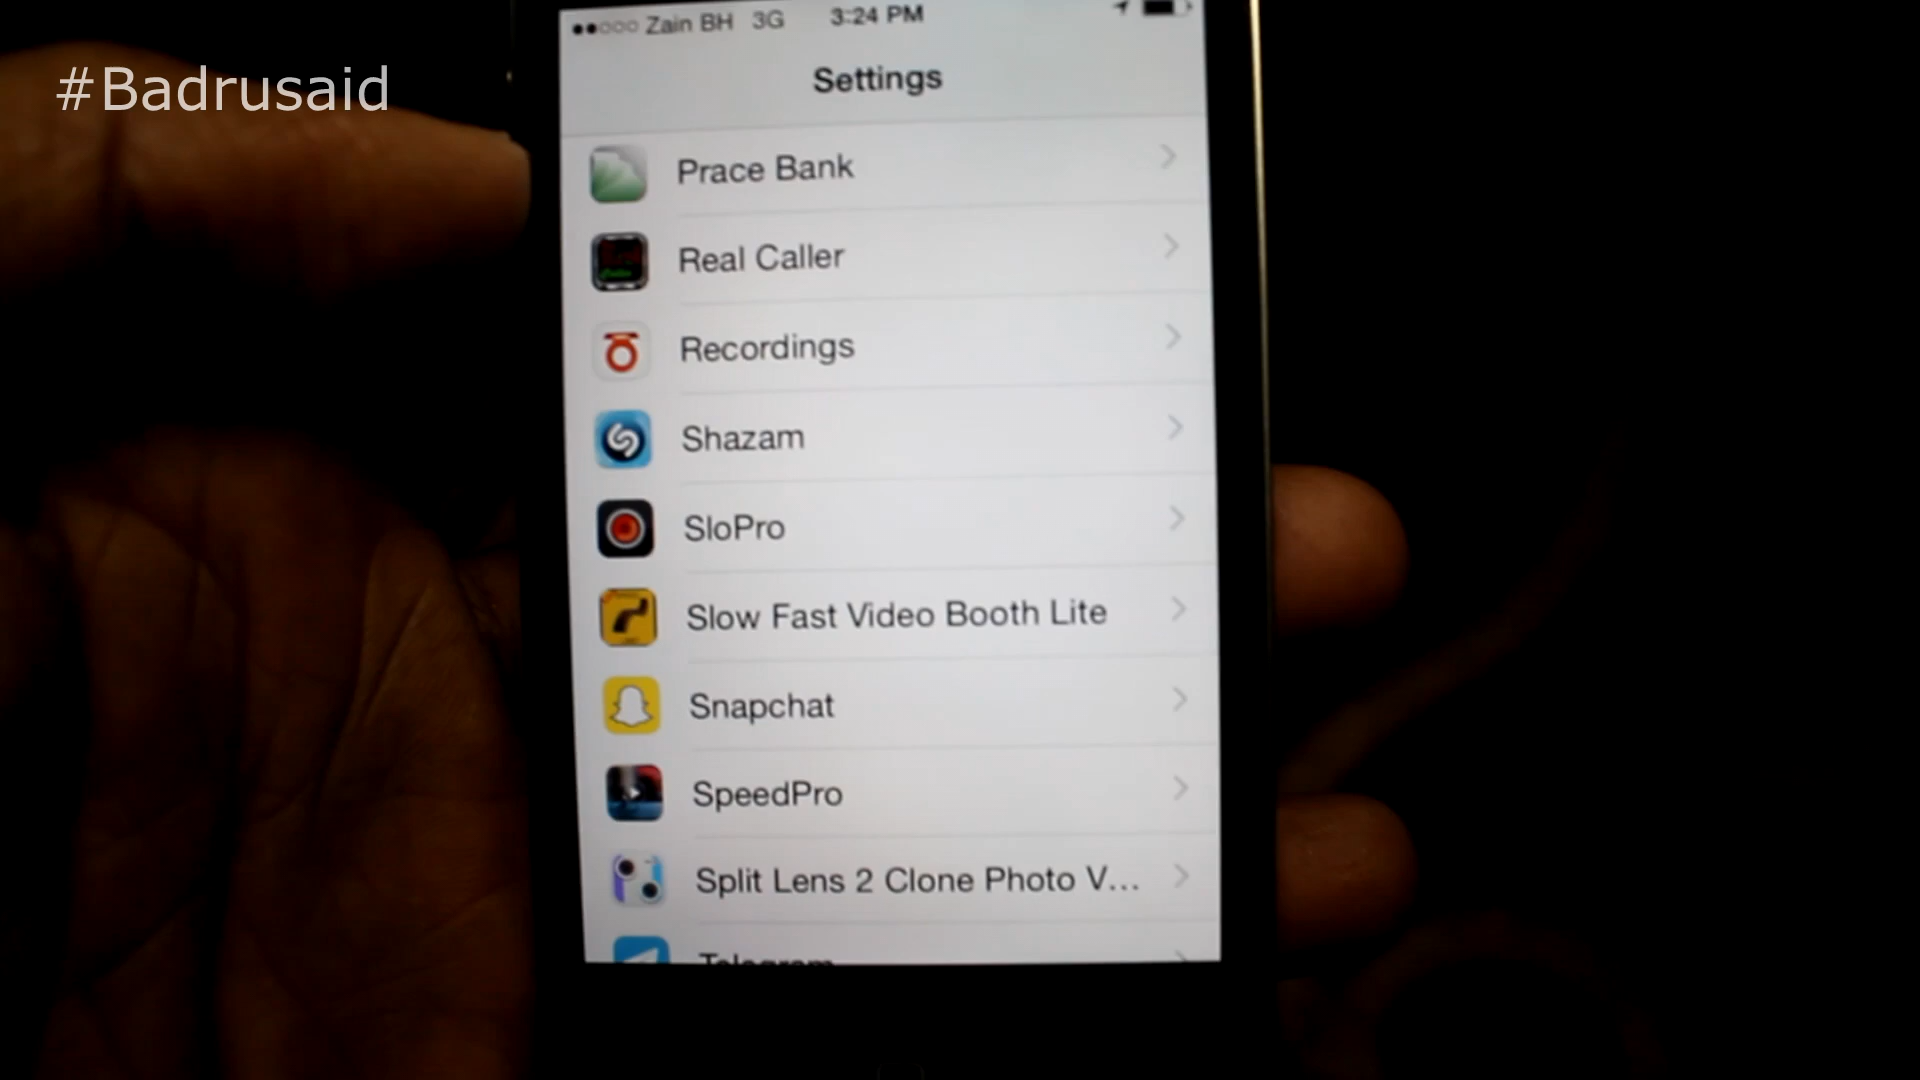 #Badrusaid
Zain BH 3G 3:24 PM
Settings
Prace Bank
Real Caller
Recordings
Shazam
SloPro
Slow Fast Video Booth Lite
Snapchat
SpeedPro
Split Lens 2 Clone Photo V...
Telegram